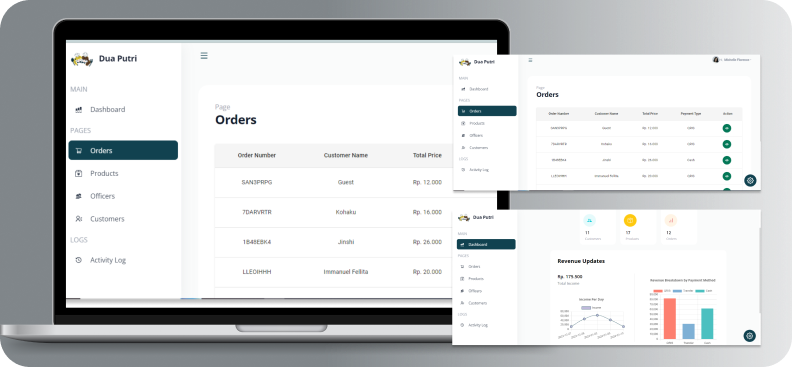 Dua Putri
MAIN
Dashboard
PAGES
Orders
Products
Officers
Customers
LOGS
Activity Log
Page
Orders
Order Number Customer Name Total Price
SAN3PRPG Guest Rp. 12.000
7DARVRTR Kohaku Rp. 16.000
1B48EBK4 Jinshi Rp. 26.000
LLEOIHHH Immanuel Fellita Rp. 20.000
Dua Putri
MAIN
Dashboard
PAGES
Orders
Products
Officers
Customers
LOGS
Activity Log
Page
Orders
Order Number Customer Name Total Price Payment Type Action
SAN3PRPG Guest Rp. 12.000
7DARVRTR Kohaku Rp. 16.000
1B48EBK4 Jinshi Rp. 26.000 Cash
LLEOIHHH Immanuel Fellita Rp. 20.000
Dua Putri
MAIN
Dashboard
PAGES
Orders
Products
Officers
Customers
LOGS
Activity Log
11 17 12
Customers Products Orders
Revenue Updates
Rp. 175.500
Total Income
Income Per Day
Income
Revenue Breakdown by Payment Method
QRIS Transfer Cash
QRIS Transfer Cash